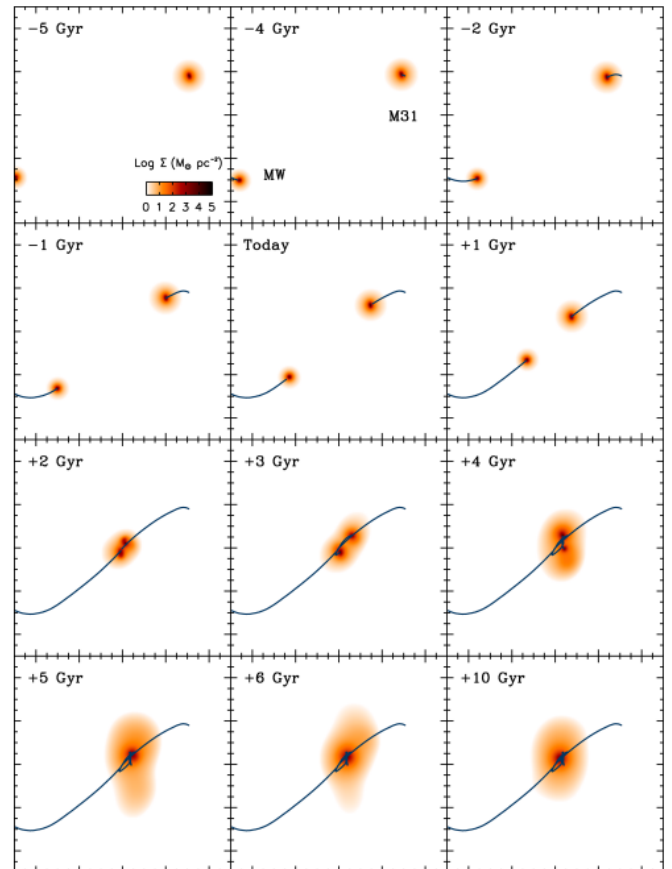 -5 Gyr
-4 Gyr
-2 Gyr
M31
Log Σ (M⊙ pc⁻²)
MW
0 1 2 3 4 5
-1 Gyr
Today
+1 Gyr
+2 Gyr
+3 Gyr
+4 Gyr
+5 Gyr
+6 Gyr
+10 Gyr